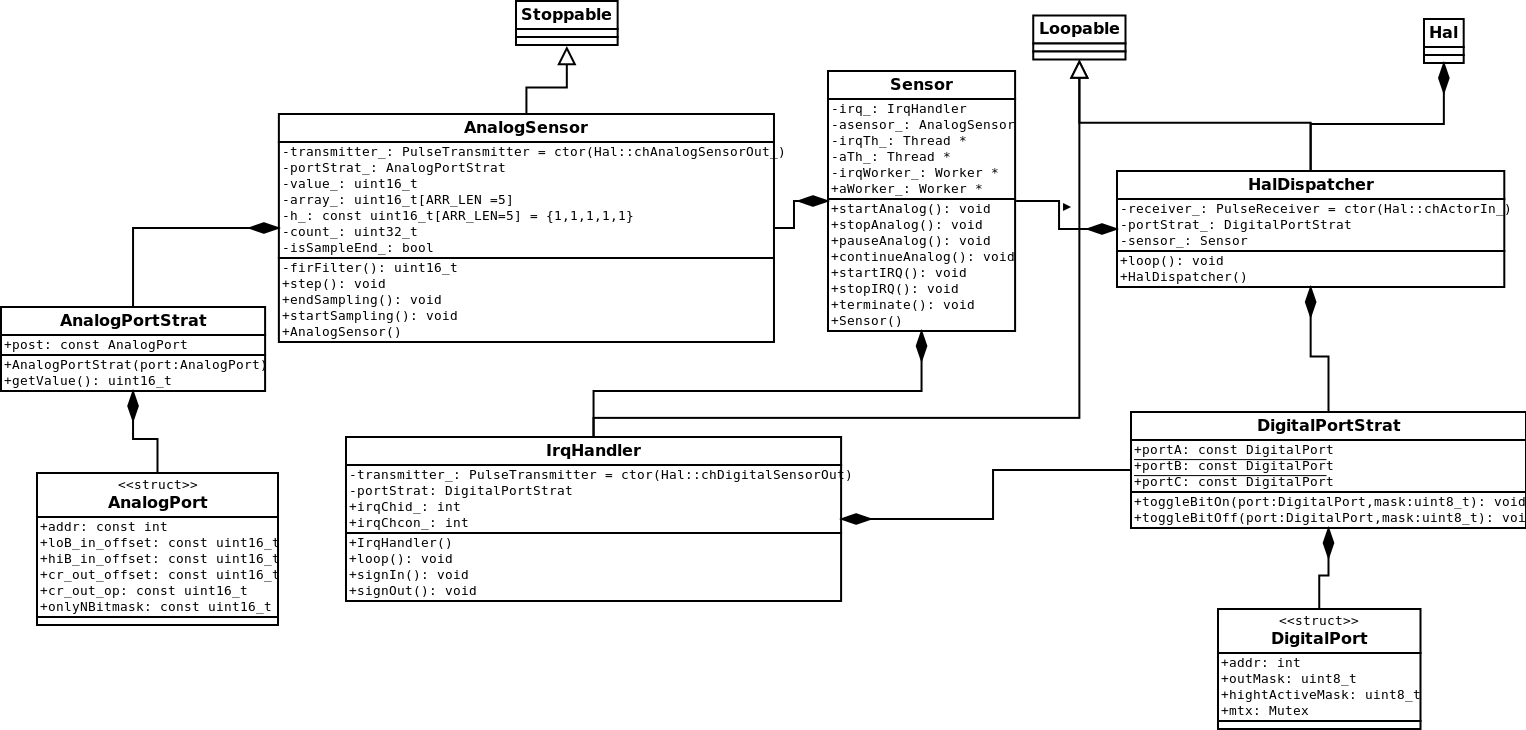 Stoppable
Loopable
Hal
Sensor
-irq_: IrqHandler
-asensor_: AnalogSensor
-irqTh_: Thread *
-aTh_: Thread *
-irqWorker_: Worker *
+aWorker_: Worker *
+startAnalog(): void
+stopAnalog(): void
+pauseAnalog(): void
+continueAnalog(): void
+startIRQ(): void
+stopIRQ(): void
+terminate(): void
+Sensor()
AnalogSensor
-transmitter_: PulseTransmitter = ctor(Hal::chAnalogSensorOut_)
-portStrat_: AnalogPortStrat
-value_: uint16_t
-array_: uint16_t[ARR_LEN =5]
-h_: const uint16_t[ARR_LEN=5] = {1,1,1,1,1}
-count_: uint32_t
-isSampleEnd_: bool
-firFilter(): uint16_t
+step(): void
+endSampling(): void
+startSampling(): void
+AnalogSensor()
HalDispatcher
-receiver_: PulseReceiver = ctor(Hal::chActorIn_)
-portStrat_: DigitalPortStrat
-sensor_: Sensor
+loop(): void
+HalDispatcher()
AnalogPortStrat
+post: const AnalogPort
+AnalogPortStrat(port:AnalogPort)
+getValue(): uint16_t
DigitalPortStrat
+portA: const DigitalPort
+portB: const DigitalPort
+portC: const DigitalPort
+toggleBitOn(port:DigitalPort,mask:uint8_t): void
+toggleBitOff(port:DigitalPort,mask:uint8_t): voi
IrqHandler
-transmitter_: PulseTransmitter = ctor(Hal::chDigitalSensorOut)
-portStrat: DigitalPortStrat
+irqChid_: int
+irqChcon_: int
+IrqHandler()
+loop(): void
+signIn(): void
+signOut(): void
<<struct>>
AnalogPort
+addr: const int
+loB_in_offset: const uint16_t
+hiB_in_offset: const uint16_t
+cr_out_offset: const uint16_t
+cr_out_op: const uint16_t
+onlyNBitmask: const uint16_t
<<struct>>
DigitalPort
+addr: int
+outMask: uint8_t
+hightActiveMask: uint8_t
+mtx: Mutex